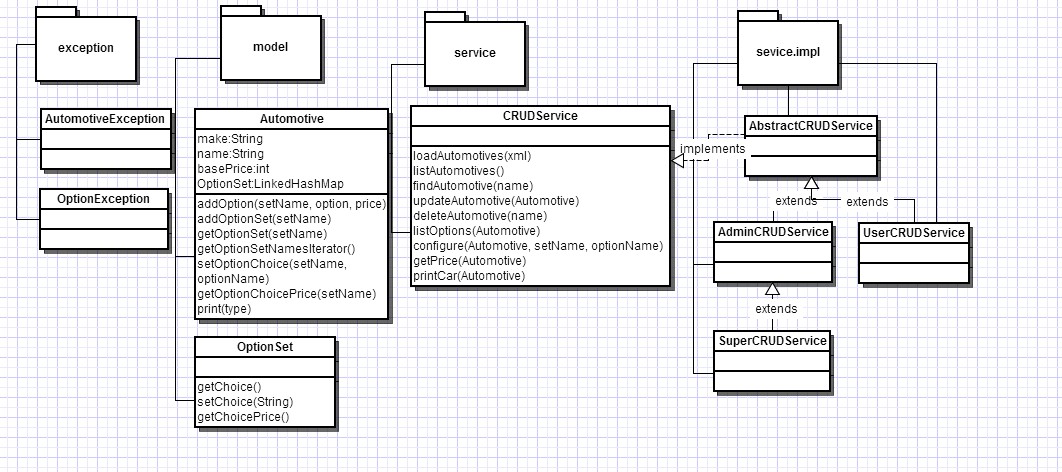 exception
model
service
sevice.impl
AutomotiveException
OptionException
Automotive
make:String
name:String
basePrice:int
OptionSet:LinkedHashMap
addOption(setName, option, price)
addOptionSet(setName)
getOptionSet(setName)
getOptionSetNamesIterator()
setOptionChoice(setName,
optionName)
getOptionChoicePrice(setName)
print(type)
OptionSet
getChoice()
setChoice(String)
getChoicePrice()
CRUDService
loadAutomotives(xml)
listAutomotives()
findAutomotive(name)
updateAutomotive(Automotive)
deleteAutomotive(name)
listOptions(Automotive)
configure(Automotive, setName, optionName)
getPrice(Automotive)
printCar(Automotive)
implements
AbstractCRUDService
extends
extends
AdminCRUDService
UserCRUDService
extends
SuperCRUDService